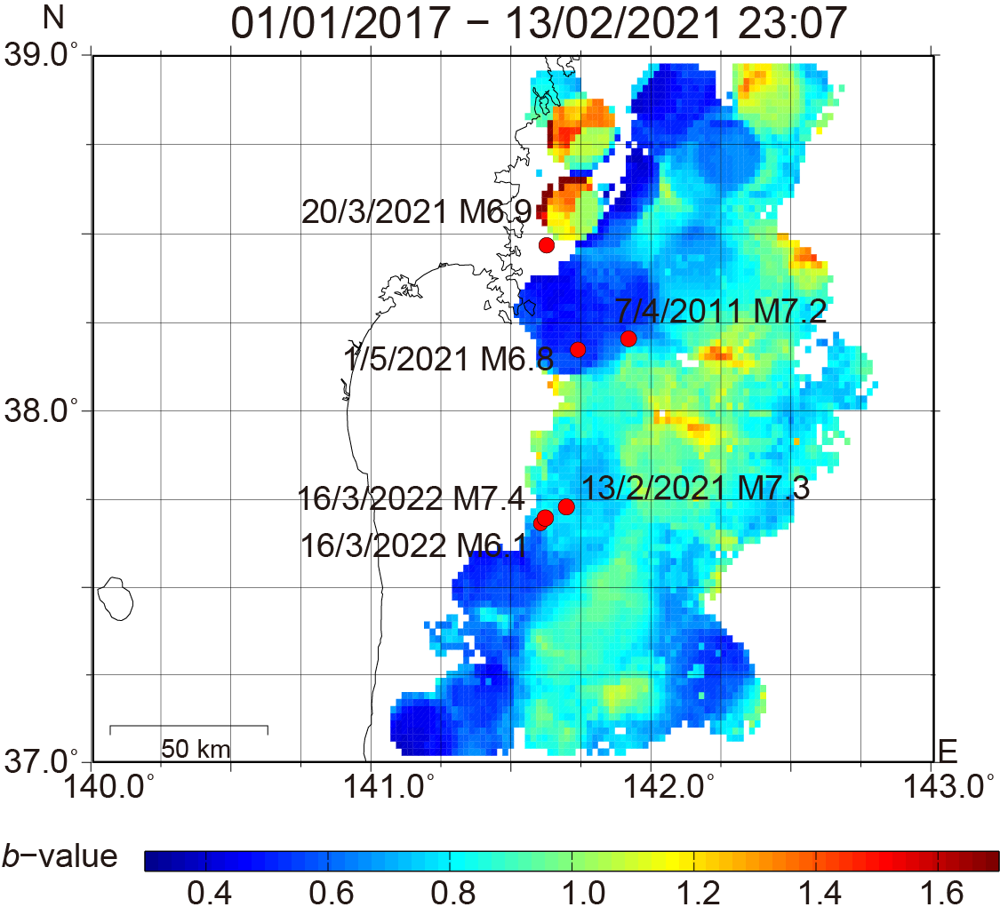 N
01/01/2017 − 13/02/2021 23:07
39.0°
20/3/2021 M6.9
7/4/2011 M7.2
1/5/2021 M6.8
38.0°
13/2/2021 M7.3
16/3/2022 M7.4
16/3/2022 M6.1
50 km
37.0°
E
140.0° 141.0° 142.0° 143.0°
b−value
0.4 0.6 0.8 1.0 1.2 1.4 1.6